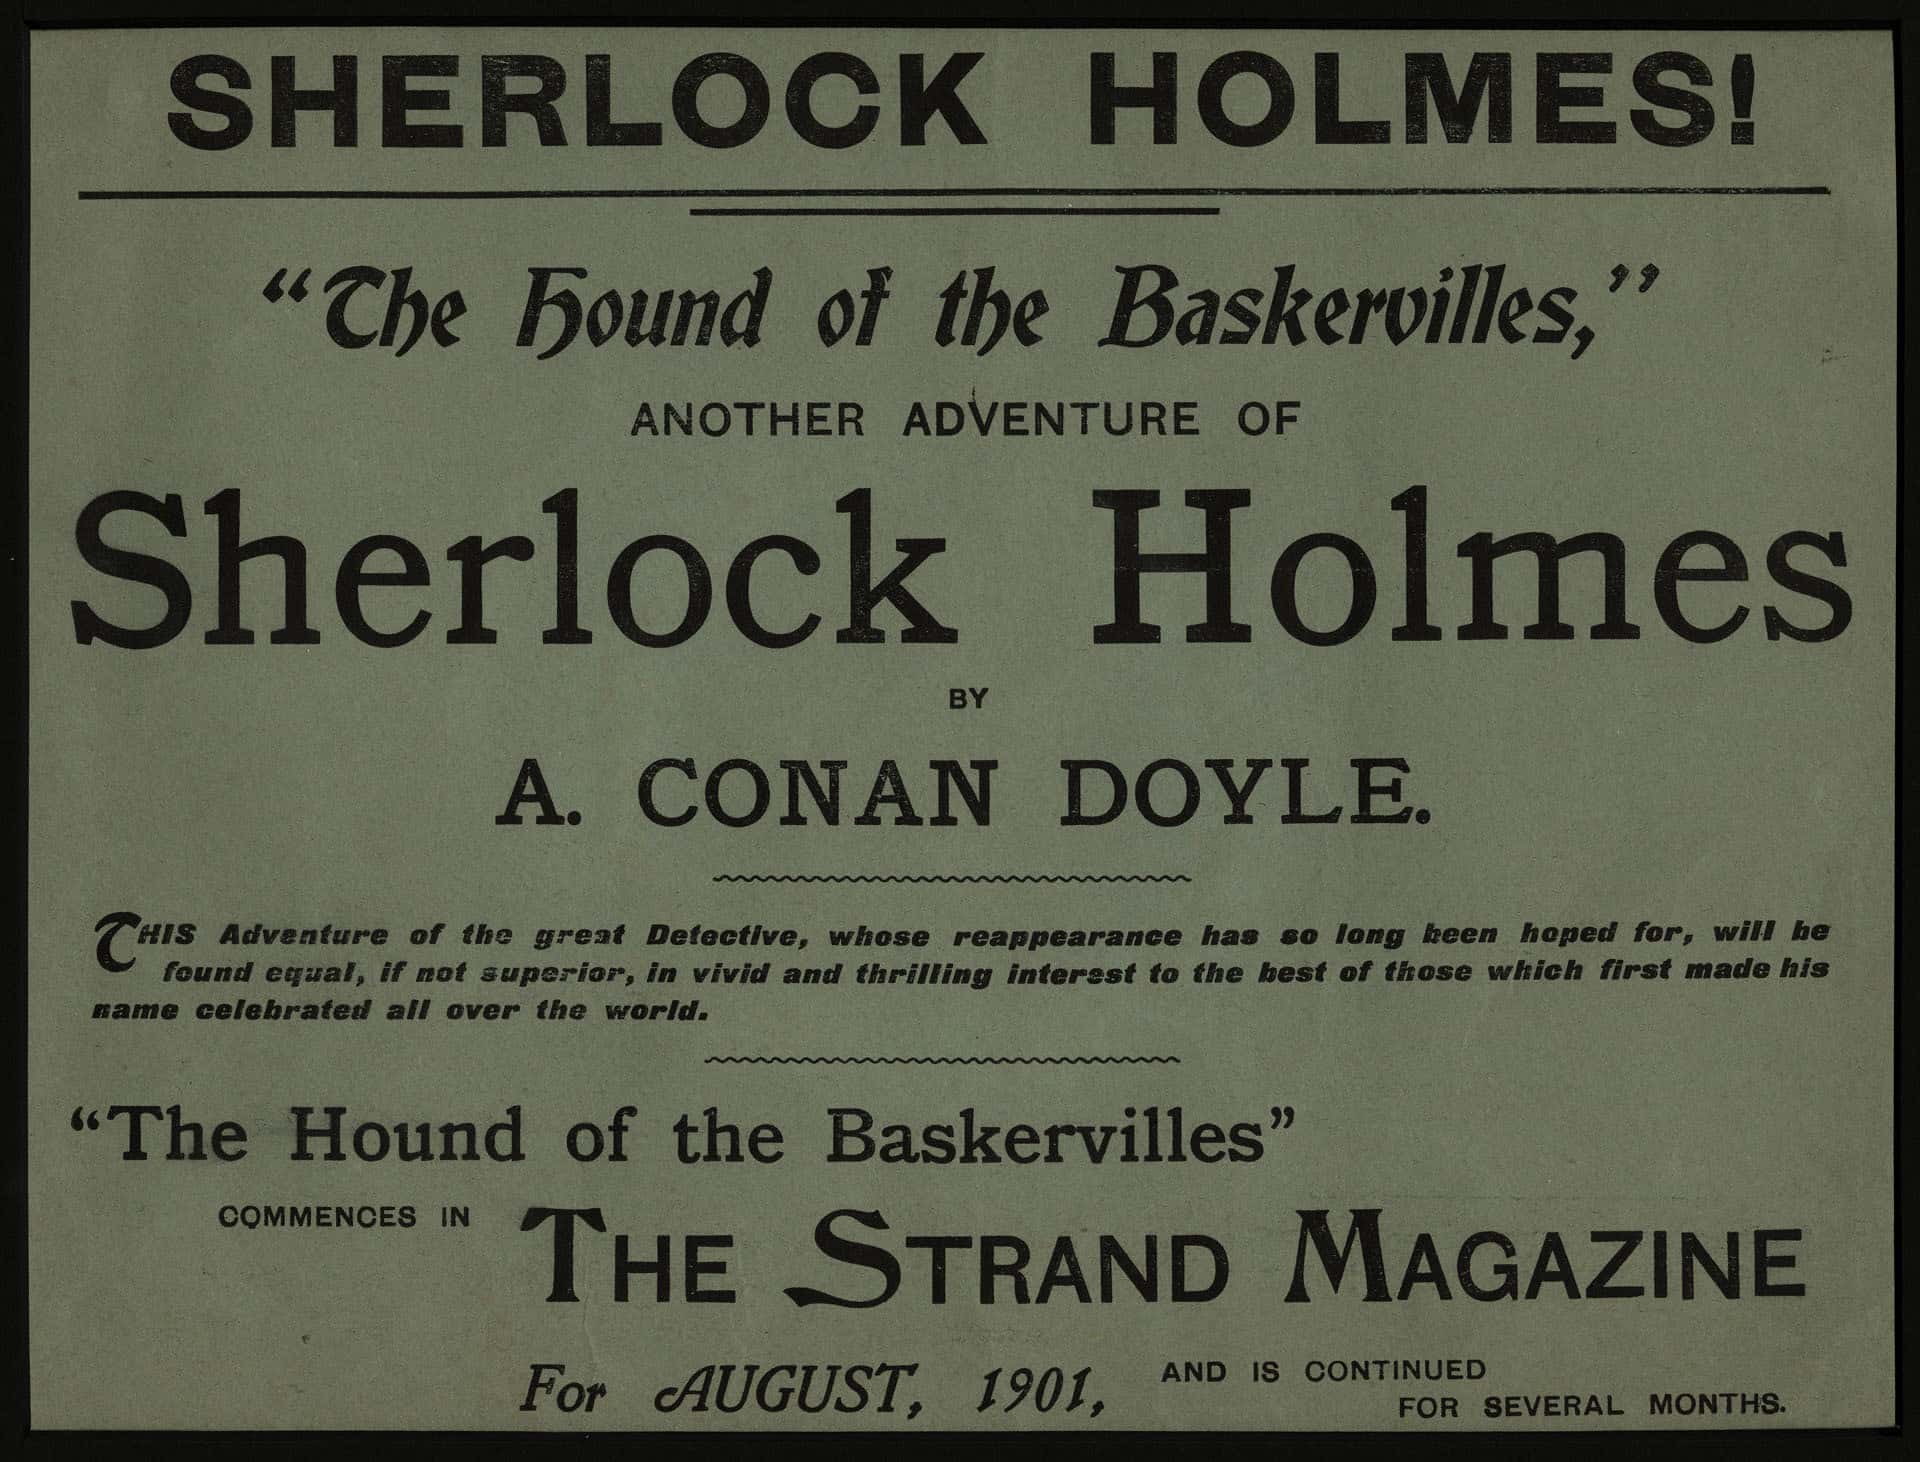 SHERLOCK HOLMES!
“The Hound of the Baskervilles,”
ANOTHER ADVENTURE OF
Sherlock Holmes
BY
A. CONAN DOYLE.
THIS Adventure of the great Detective, whose reappearance has so long been hoped for, will be
found equal, if not superior, in vivid and thrilling interest to the best of those which first made his
name celebrated all over the world.
“The Hound of the Baskervilles”
COMMENCES IN THE STRAND MAGAZINE
For AUGUST, 1901, AND IS CONTINUED
FOR SEVERAL MONTHS.